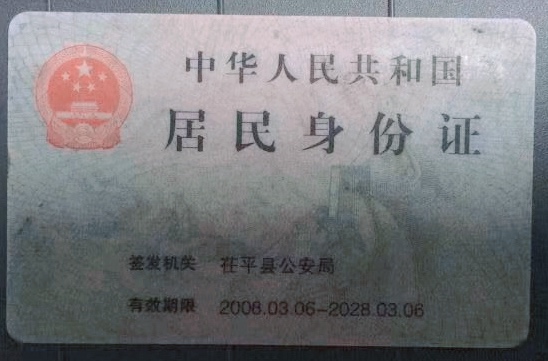 中华人民共和国
居民身份证
签发机关 茌平县公安局
有效期限 2008.03.06-2028.03.06